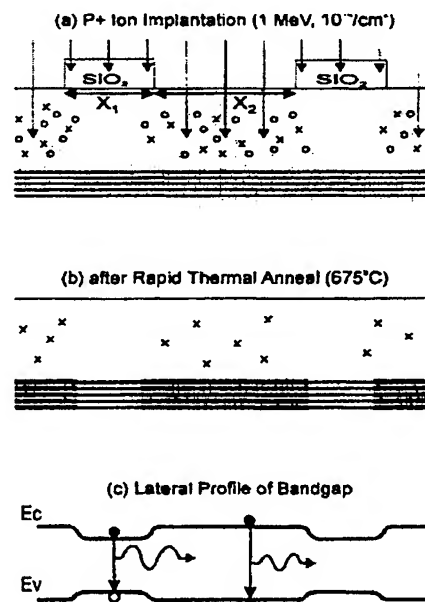 (a) P+ Ion Implantation (1 MeV, /cm²)
SIO₂ SIO₂
X₁ X₂
(b) after Rapid Thermal Anneal (675°C)
(c) Lateral Profile of Bandgap
Ec
Ev